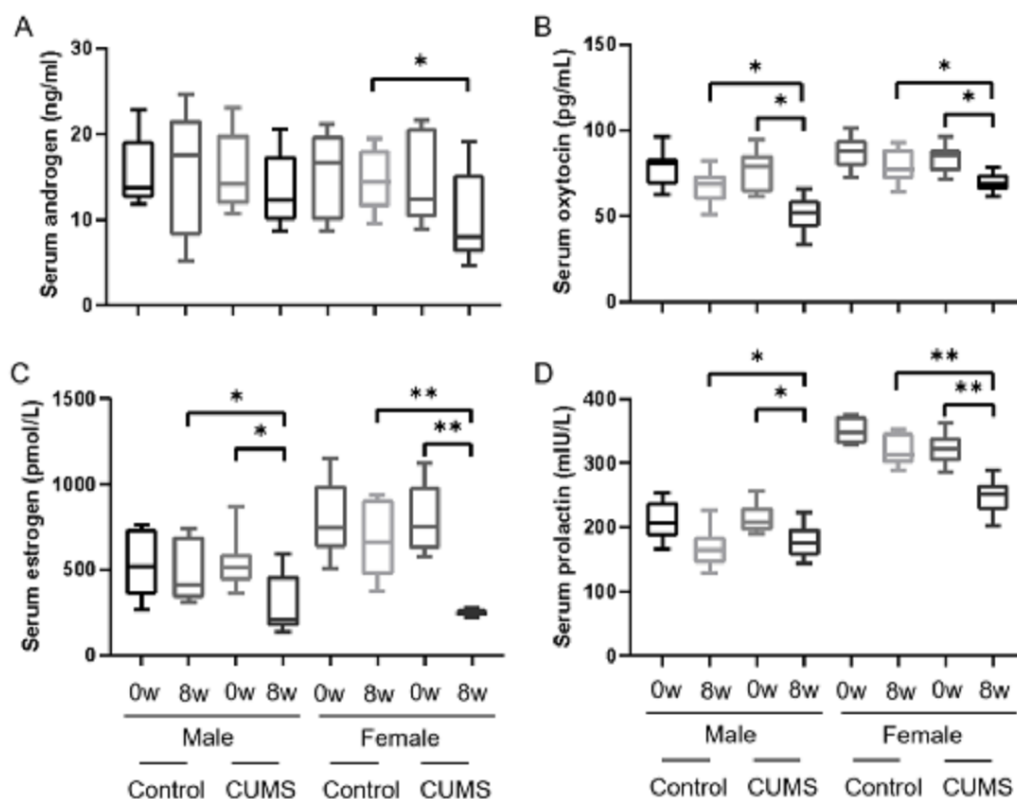 A
Serum androgen (ng/ml)
30
20
10
0
*
B
Serum oxytocin (pg/mL)
150
100
50
0
*
*
*
*
C
Serum estrogen (pmol/L)
1500
1000
500
0
*
*
**
**
0w 8w 0w 8w 0w 8w 0w 8w
Male Female
Control CUMS Control CUMS
D
Serum prolactin (mIU/L)
400
300
200
100
0
*
*
**
**
0w 8w 0w 8w 0w 8w 0w 8w
Male Female
Control CUMS Control CUMS